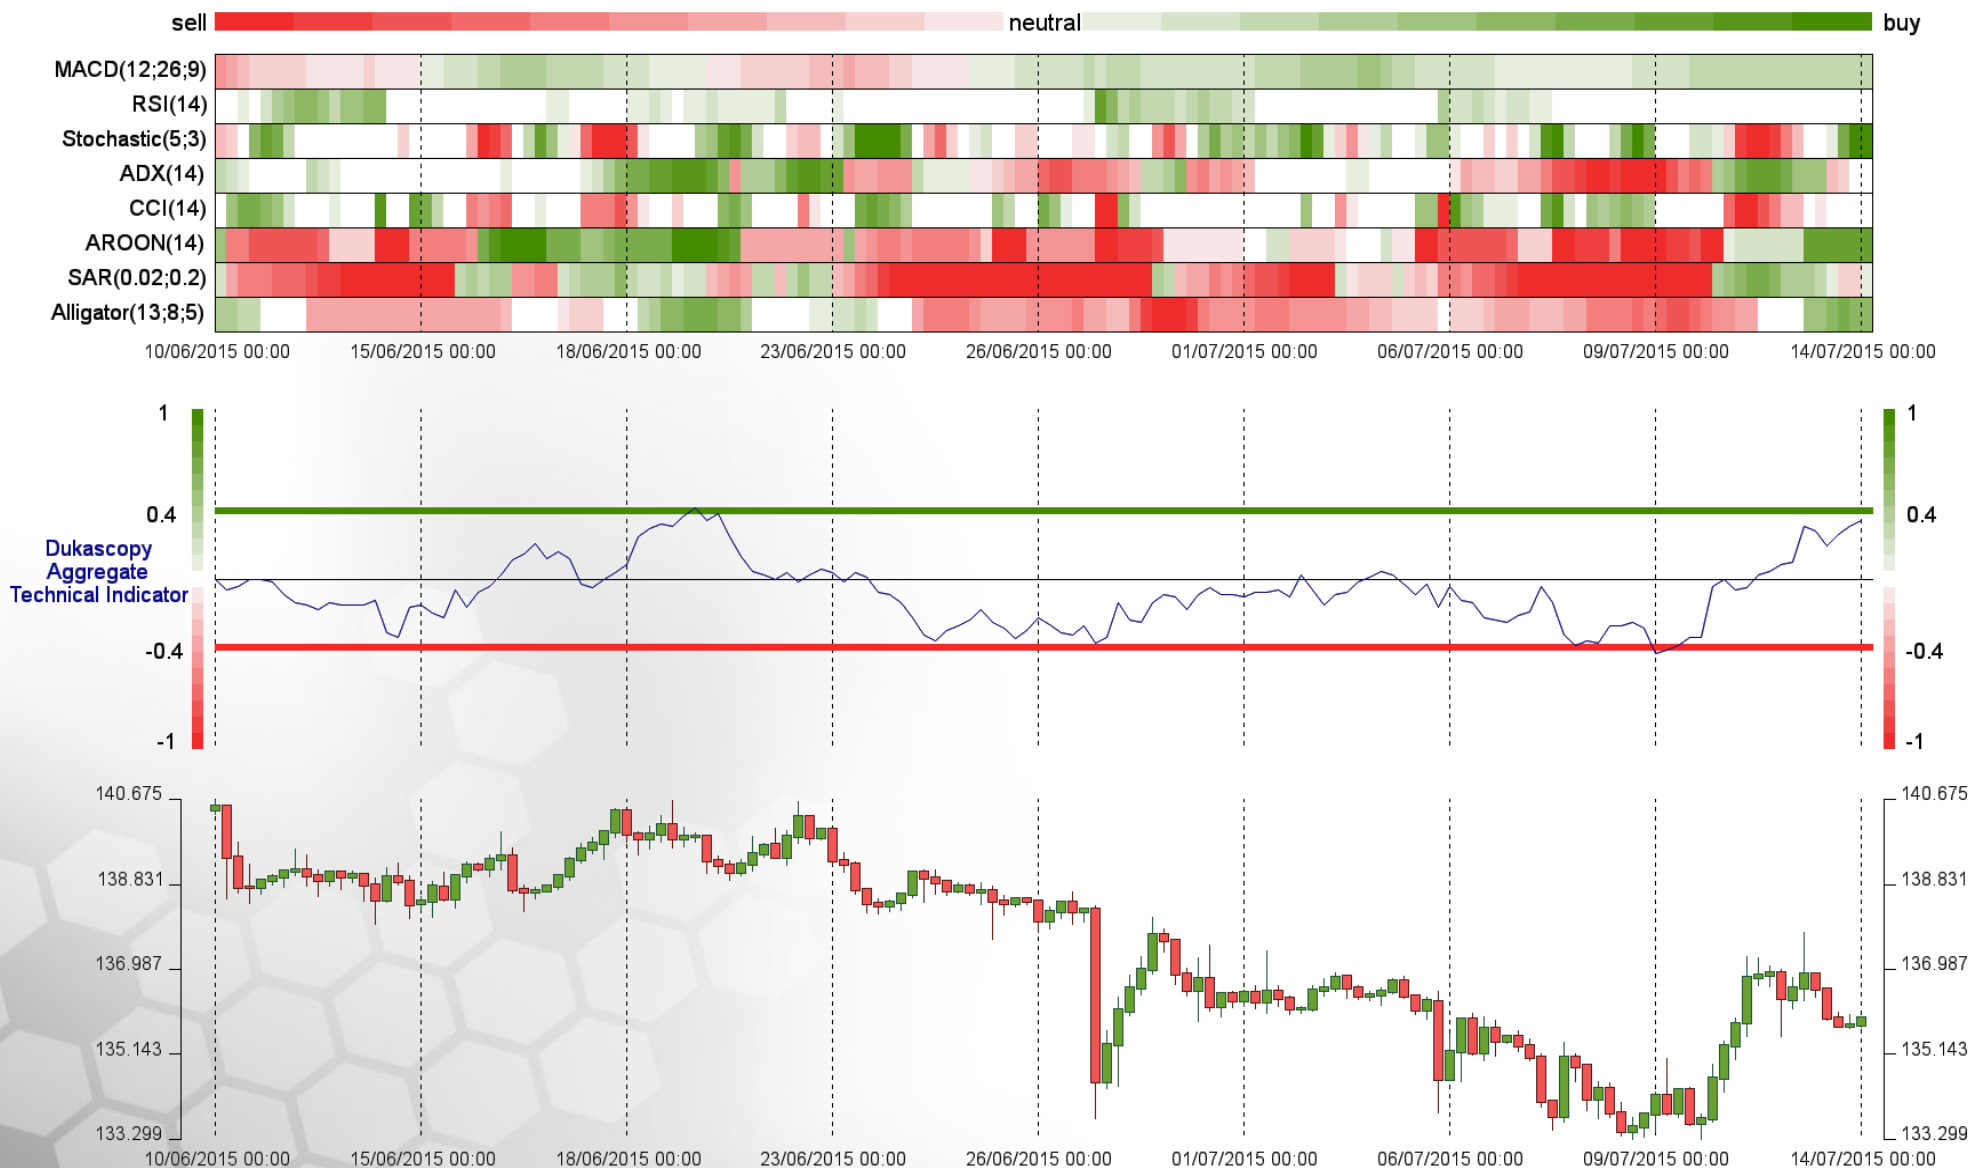 sell neutral buy
MACD(12;26;9)
RSI(14)
Stochastic(5;3)
ADX(14)
CCI(14)
AROON(14)
SAR(0.02;0.2)
Alligator(13;8;5)
10/06/2015 00:00 15/06/2015 00:00 18/06/2015 00:00 23/06/2015 00:00 26/06/2015 00:00 01/07/2015 00:00 06/07/2015 00:00 09/07/2015 00:00 14/07/2015 00:00
1 1
0.4 0.4
Dukascopy
Aggregate
Technical Indicator
-0.4 -0.4
-1 -1
140.675 140.675
138.831 138.831
136.987 136.987
135.143 135.143
133.299 133.299
10/06/2015 00:00 15/06/2015 00:00 18/06/2015 00:00 23/06/2015 00:00 26/06/2015 00:00 01/07/2015 00:00 06/07/2015 00:00 09/07/2015 00:00 14/07/2015 00:00